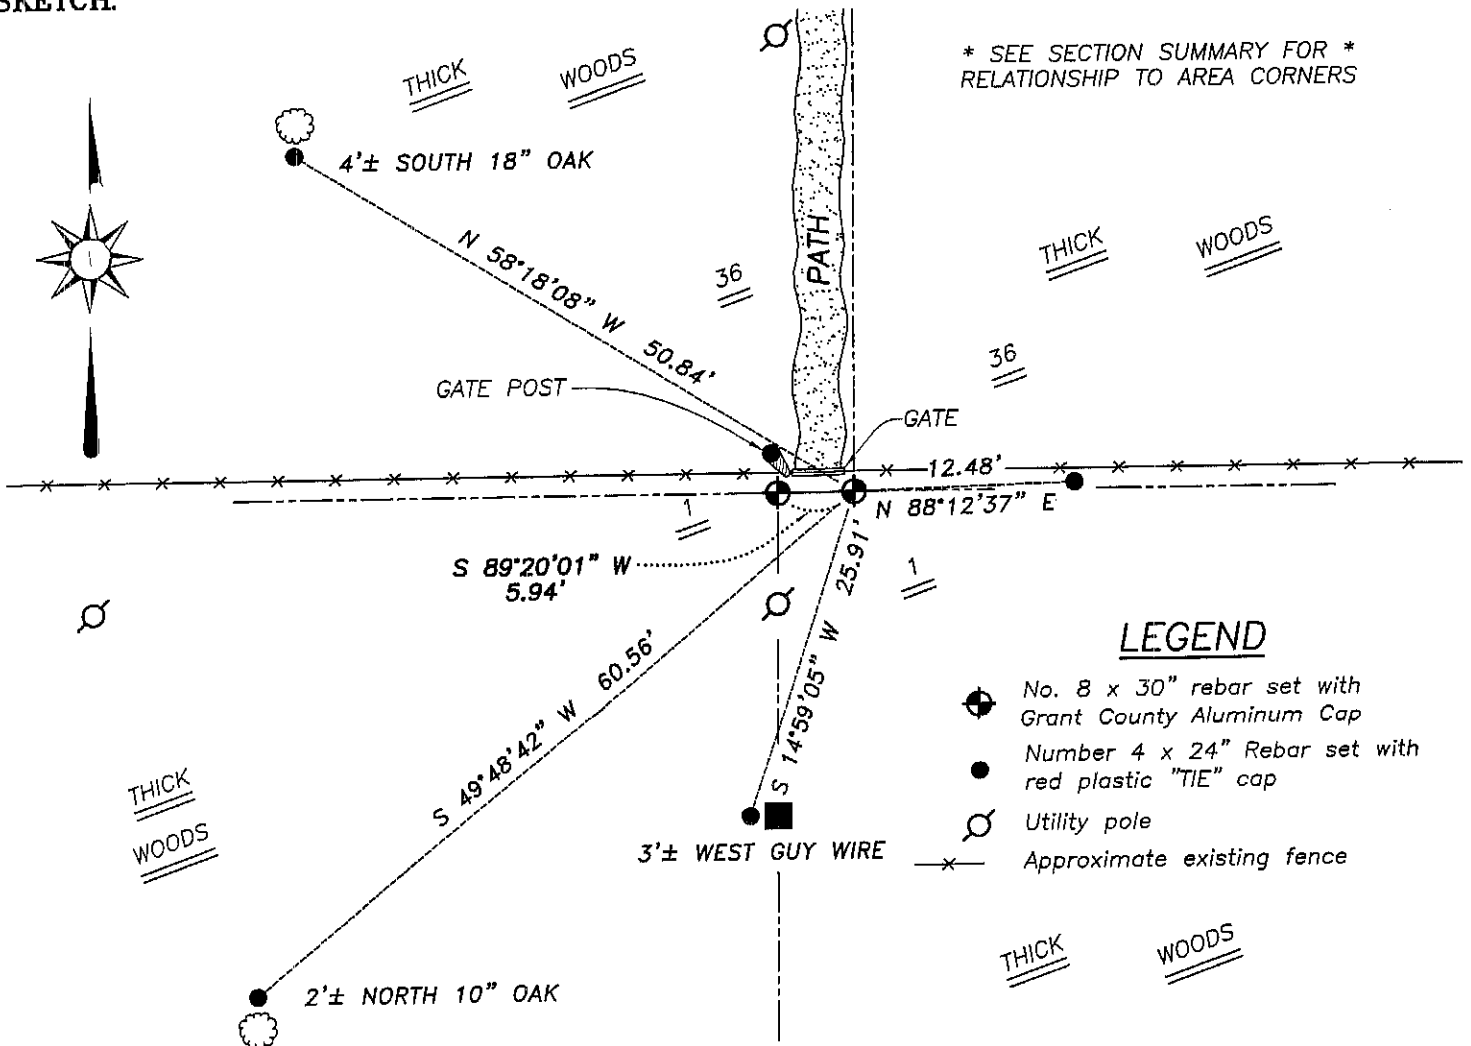 SKETCH:
THICK WOODS
* SEE SECTION SUMMARY FOR *
RELATIONSHIP TO AREA CORNERS
4'± SOUTH 18" OAK
N 58°18'08" W 50.84'
36
PATH
THICK WOODS
36
GATE POST
GATE
12.48'
N 88°12'37" E
1
S 89°20'01" W
5.94'
1
S 14°59'05" W 25.91'
S 49°48'42" W 60.56'
LEGEND
No. 8 x 30" rebar set with
Grant County Aluminum Cap
Number 4 x 24" Rebar set with
red plastic "TIE" cap
Utility pole
Approximate existing fence
THICK
WOODS
3'± WEST GUY WIRE
2'± NORTH 10" OAK
THICK WOODS